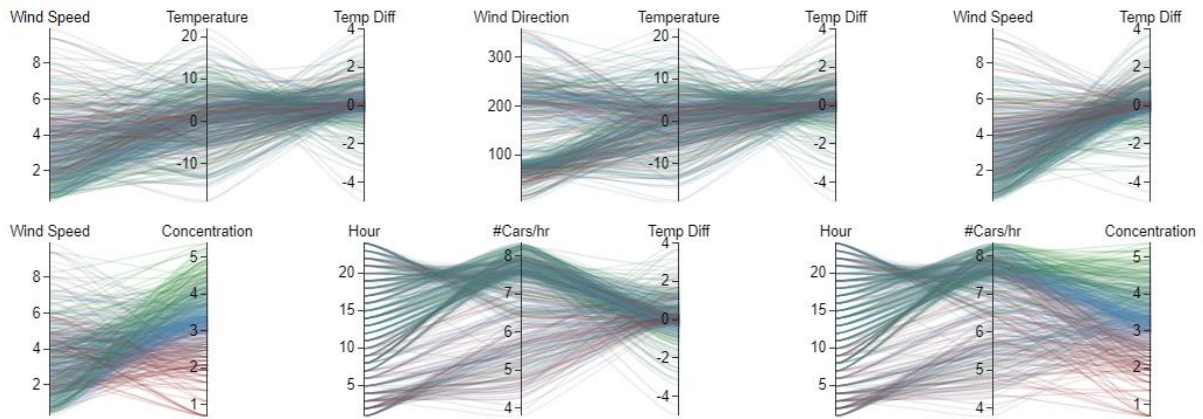 Wind Speed Temperature Temp Diff Wind Direction Temperature Temp Diff Wind Speed Temp Diff
20 4 300 20 4 4
8 2 10 2 8 2
6 10 0 200 0 0 6 0
4 0 -2 100 -10 -2 4 -2
2 -10 -4 -4 2 -4
Wind Speed Concentration Hour #Cars/hr Temp Diff Hour #Cars/hr Concentration
5 4 5
8 20 8 2 20 8
6 4 15 7 0 15 7 4
4 3 10 6 -2 10 6 3
2 2 5 5 -4 5 5 2
1 4 4 1